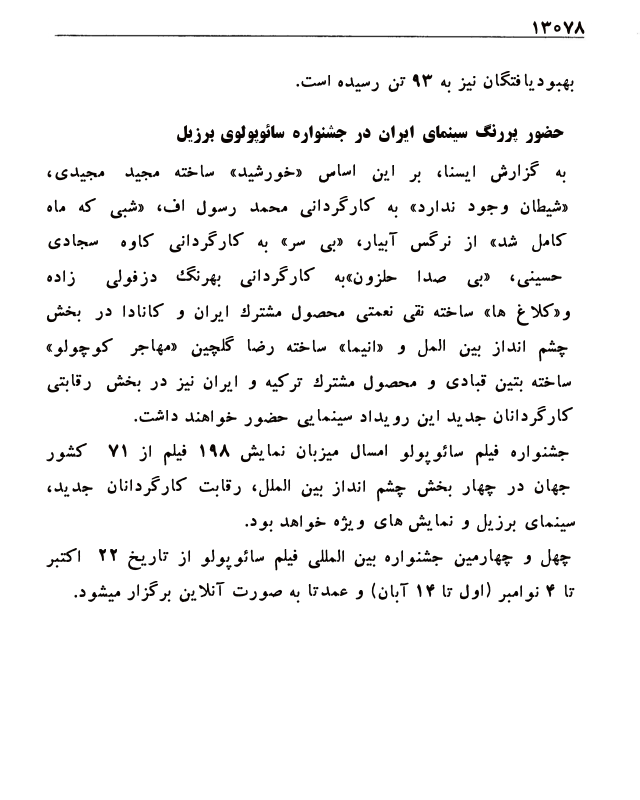 ۱۳۰۷۸
بهبودیافتگان نیز به ۹۳ تن رسیده است.
حضور پررنگ سینمای ایران در جشنواره سائوپولوی برزیل
به گزارش ایسنا، بر این اساس «خورشید» ساخته مجید مجیدی،
«شیطان وجود ندارد» به کارگردانی محمد رسول اف، «شبی که ماه
کامل شد» از نرگس آبیار، «بی سر» به کارگردانی کاوه سجادی
حسینی، «بی صدا حلزون»به کارگردانی بهرنگ دزفولی زاده
و«کلاغ ها» ساخته نقی نعمتی محصول مشترك ایران و کانادا در بخش
چشم انداز بین المل و «انیما» ساخته رضا گلچین «مهاجر کوچولو»
ساخته بتین قبادی و محصول مشترك ترکیه و ایران نیز در بخش رقابتی
کارگردانان جدید این رویداد سینمایی حضور خواهند داشت.
جشنواره فیلم سائوپولو امسال میزبان نمایش ۱۹۸ فیلم از ۷۱ کشور
جهان در چهار بخش چشم انداز بین الملل، رقابت کارگردانان جدید،
سینمای برزیل و نمایش های ویژه خواهد بود.
چهل و چهارمین جشنواره بین المللی فیلم سائوپولو از تاریخ ۲۲ اکتبر
تا ۴ نوامبر (اول تا ۱۴ آبان) و عمدتا به صورت آنلاین برگزار میشود.